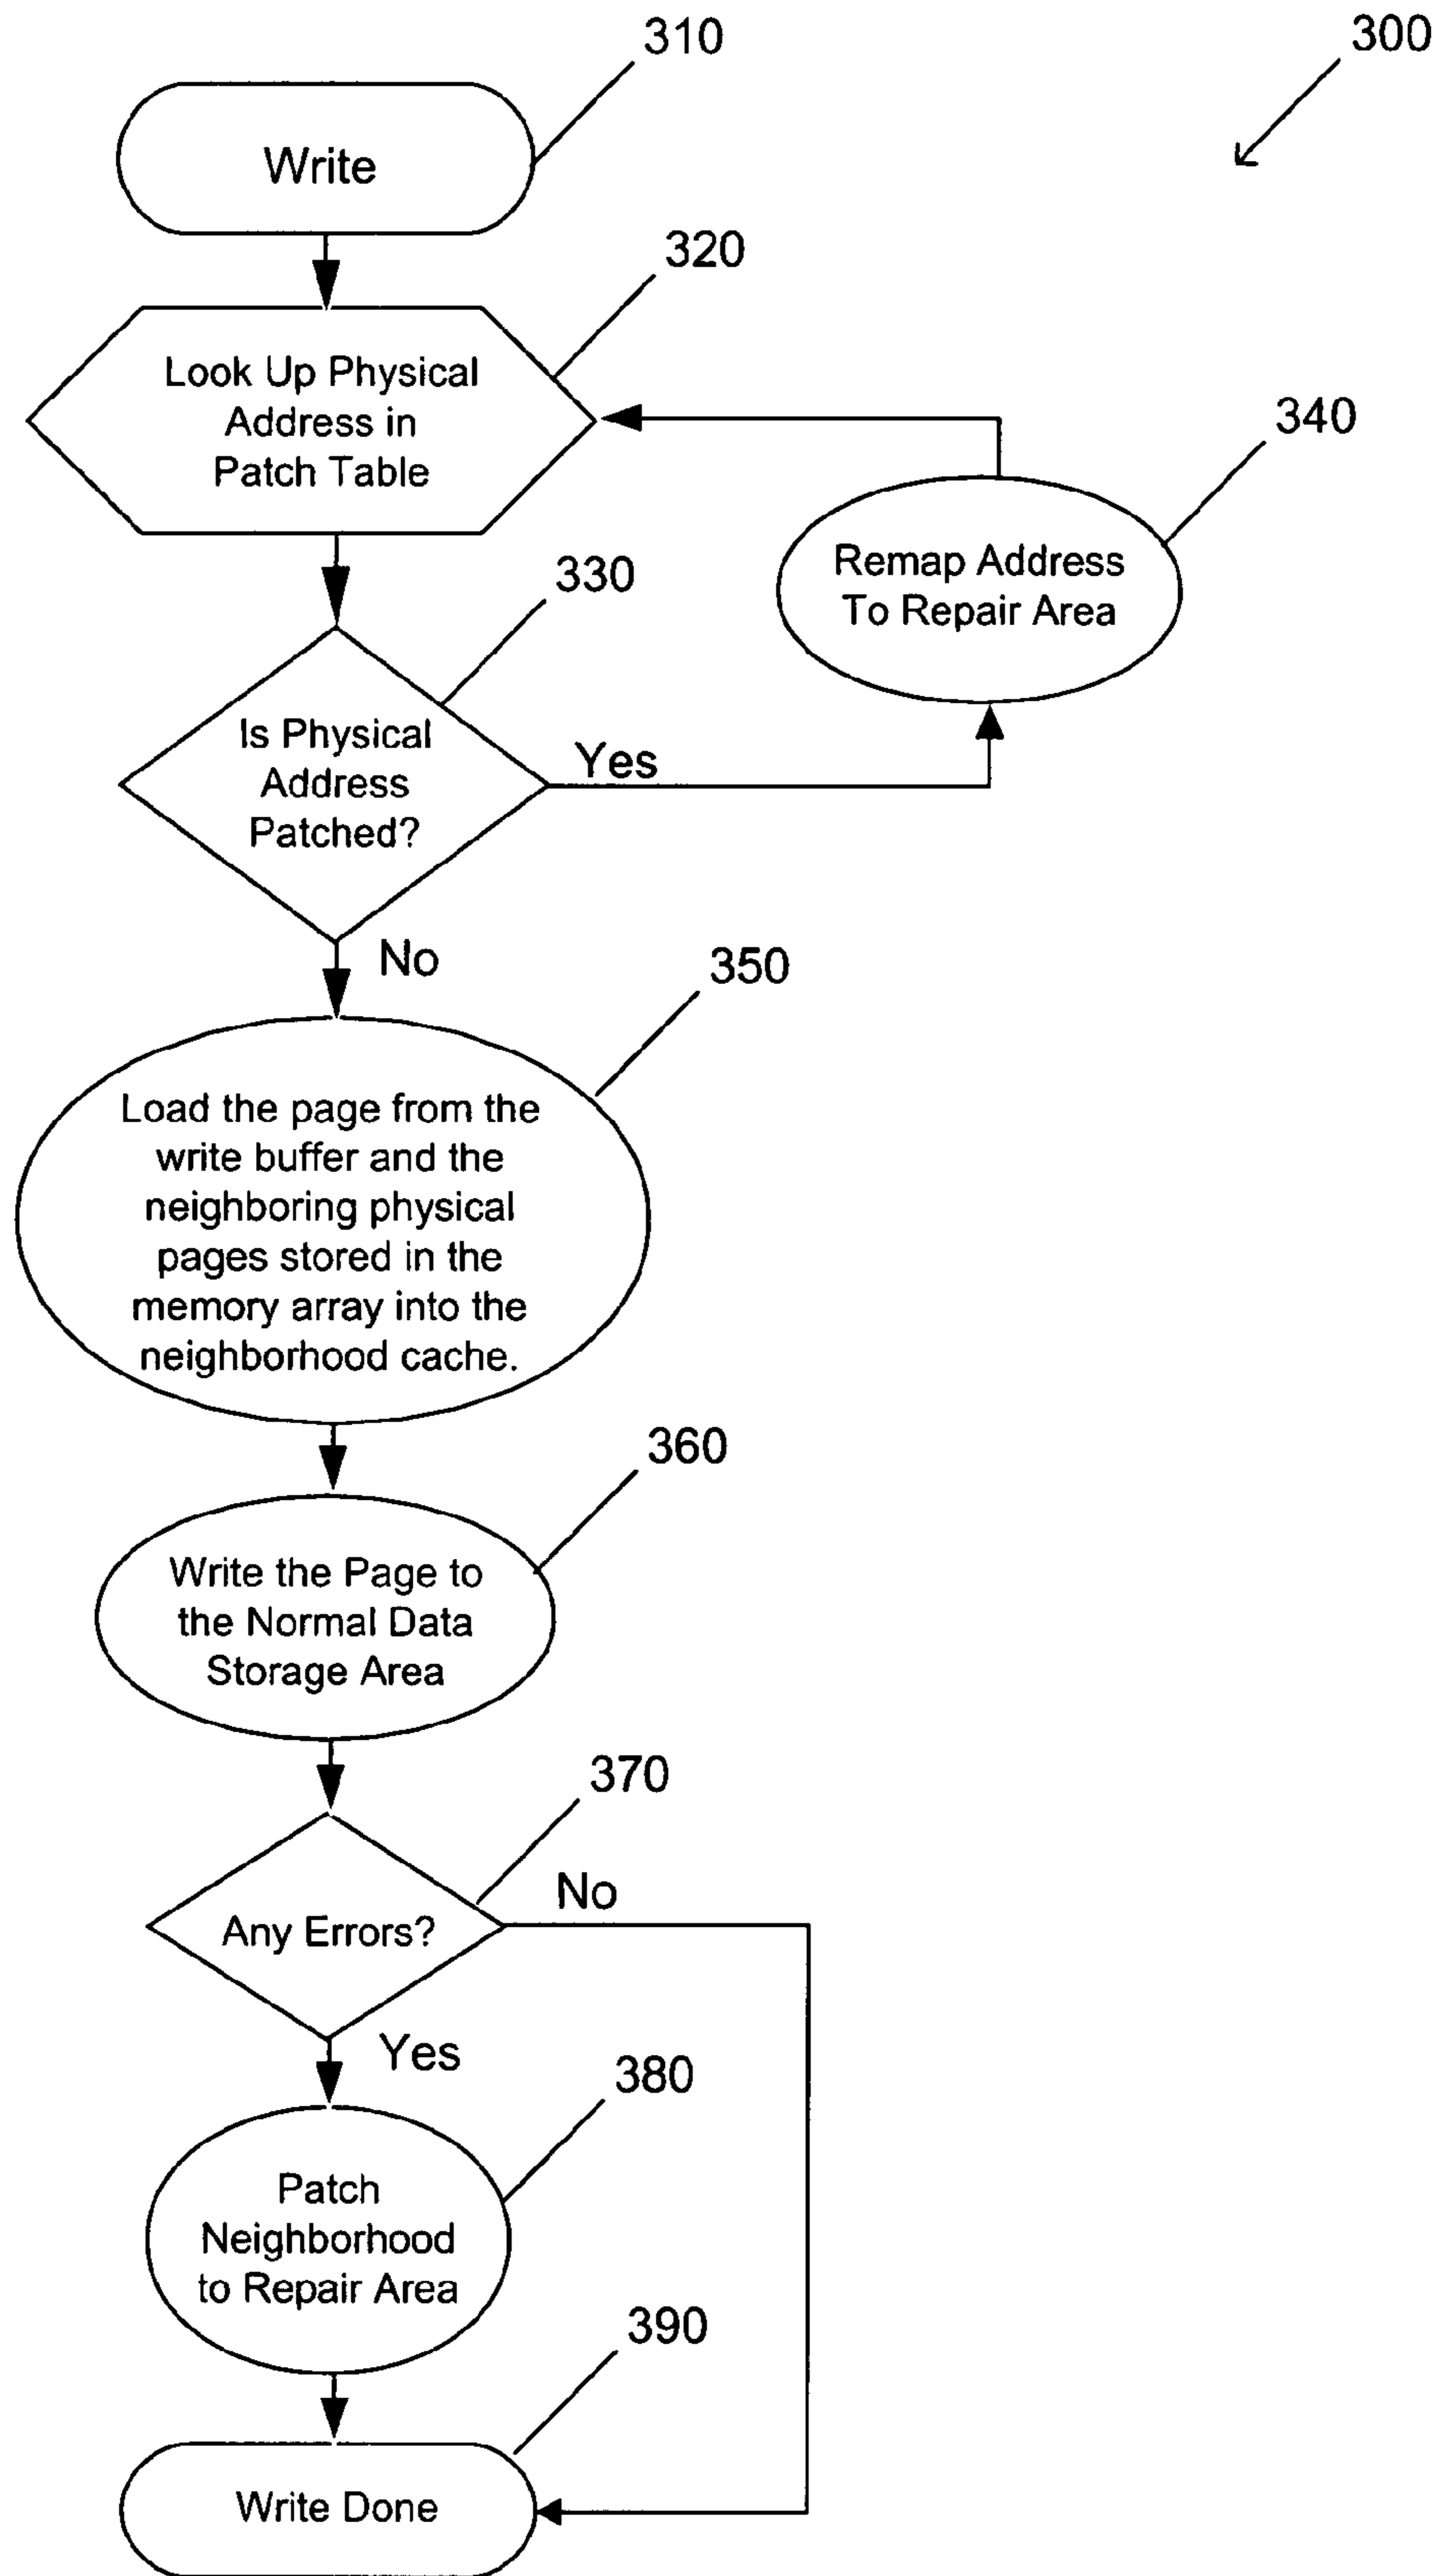 310
300
Write
320
Look Up Physical
Address in
Patch Table
340
Remap Address
To Repair Area
330
Is Physical
Address
Patched?
Yes
No
350
Load the page from the
write buffer and the
neighboring physical
pages stored in the
memory array into the
neighborhood cache.
360
Write the Page to
the Normal Data
Storage Area
370
No
Any Errors?
Yes
380
Patch
Neighborhood
to Repair Area
390
Write Done